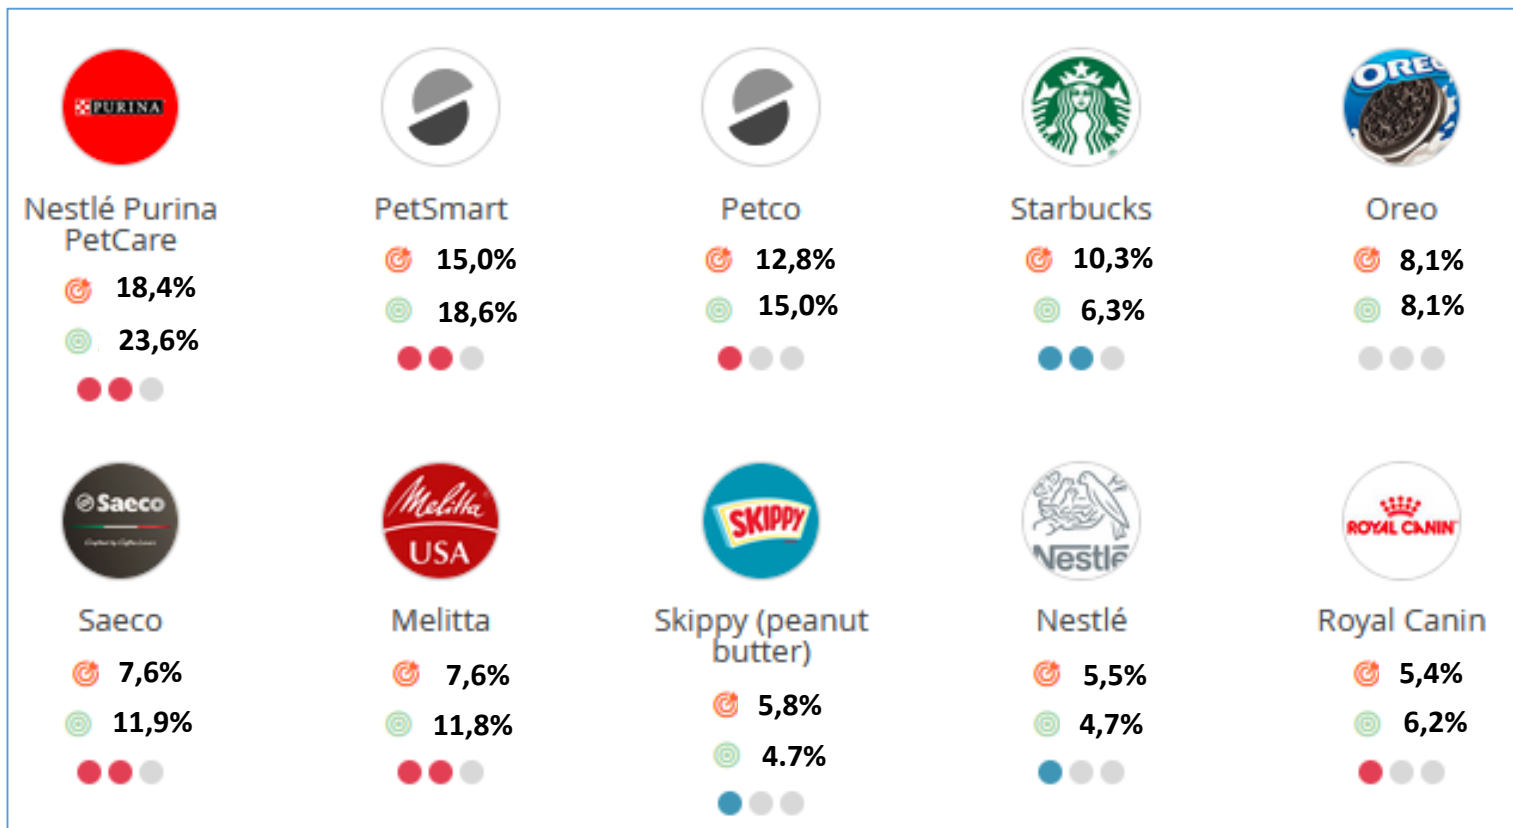 PURINA
OREO
Nestlé Purina
PetCare
PetSmart
Petco
Starbucks
Oreo
18,4%
15,0%
12,8%
10,3%
8,1%
23,6%
18,6%
15,0%
6,3%
8,1%
Saeco
Melitta
USA
SKIPPY
Nestlé
ROYAL CANIN
Saeco
Melitta
Skippy (peanut
butter)
Nestlé
Royal Canin
7,6%
7,6%
5,8%
5,5%
5,4%
11,9%
11,8%
4.7%
4,7%
6,2%